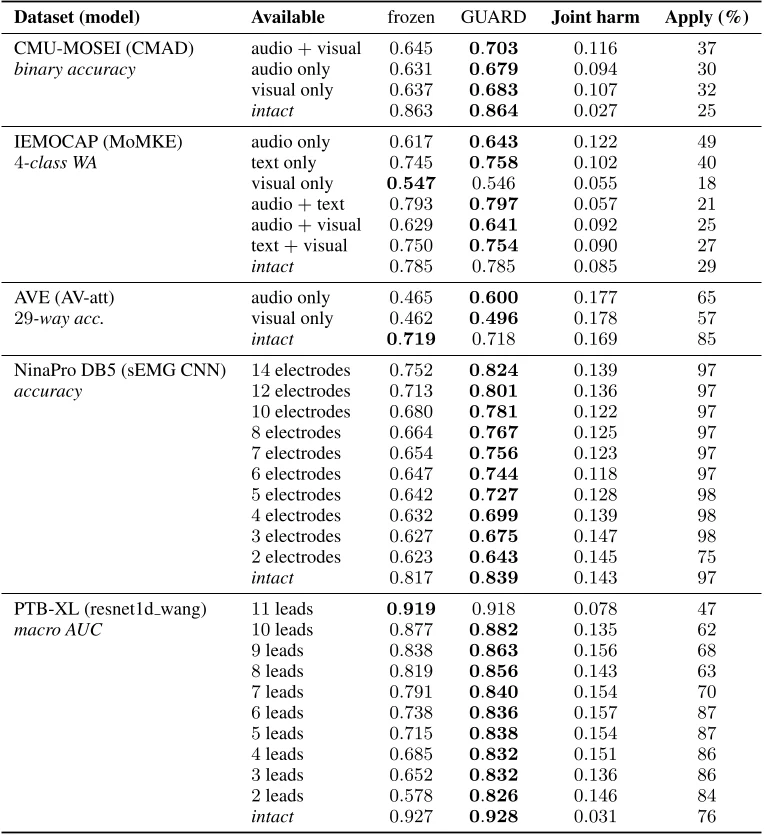 Dataset (model) Available frozen GUARD Joint harm Apply (%)
CMU-MOSEI (CMAD) audio + visual 0.645 0.703 0.116 37
binary accuracy audio only 0.631 0.679 0.094 30
visual only 0.637 0.683 0.107 32
intact 0.863 0.864 0.027 25
IEMOCAP (MoMKE) audio only 0.617 0.643 0.122 49
4-class WA text only 0.745 0.758 0.102 40
visual only 0.547 0.546 0.055 18
audio + text 0.793 0.797 0.057 21
audio + visual 0.629 0.641 0.092 25
text + visual 0.750 0.754 0.090 27
intact 0.785 0.785 0.085 29
AVE (AV-att) audio only 0.465 0.600 0.177 65
29-way acc. visual only 0.462 0.496 0.178 57
intact 0.719 0.718 0.169 85
NinaPro DB5 (sEMG CNN) 14 electrodes 0.752 0.824 0.139 97
accuracy 12 electrodes 0.713 0.801 0.136 97
10 electrodes 0.680 0.781 0.122 97
8 electrodes 0.664 0.767 0.125 97
7 electrodes 0.654 0.756 0.123 97
6 electrodes 0.647 0.744 0.118 97
5 electrodes 0.642 0.727 0.128 98
4 electrodes 0.632 0.699 0.139 98
3 electrodes 0.627 0.675 0.147 98
2 electrodes 0.623 0.643 0.145 75
intact 0.817 0.839 0.143 97
PTB-XL (resnet1d_wang) 11 leads 0.919 0.918 0.078 47
macro AUC 10 leads 0.877 0.882 0.135 62
9 leads 0.838 0.863 0.156 68
8 leads 0.819 0.856 0.143 63
7 leads 0.791 0.840 0.154 70
6 leads 0.738 0.836 0.157 87
5 leads 0.715 0.838 0.154 87
4 leads 0.685 0.832 0.151 86
3 leads 0.652 0.832 0.136 86
2 leads 0.578 0.826 0.146 84
intact 0.927 0.928 0.031 76